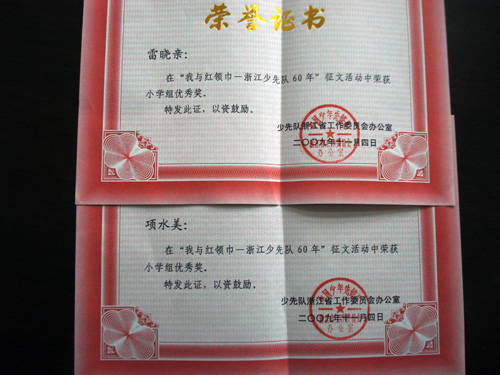 荣誉证书
雷晓亲:
在“我与红领巾—浙江少先队60年”征文活动中荣获
小学组优秀奖。
特发此证,以资鼓励。
少先队浙江省工作委员会办公室
二〇〇九年十一月四日
项水美:
在“我与红领巾—浙江少先队60年”征文活动中荣获
小学组优秀奖。
特发此证,以资鼓励。
少先队浙江省工作委员会办公室
二〇〇九年十一月四日